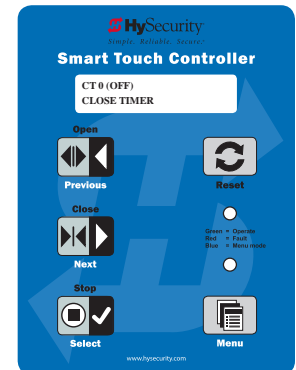 HySecurity
Simple. Reliable. Secure.
Smart Touch Controller
CT 0 (OFF)
CLOSE TIMER
Open
Previous
Reset
Close
Next
Green = Operate
Red = Fault
Blue = Menu mode
Stop
Select
Menu
www.hysecurity.com